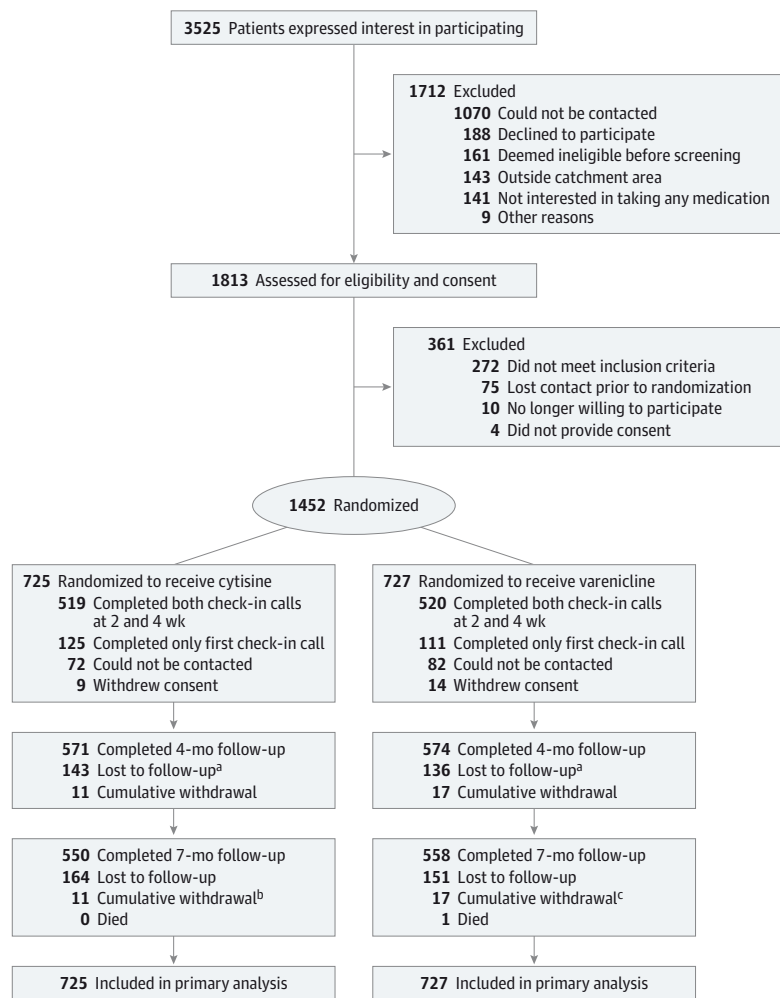 3525 Patients expressed interest in participating
1712 Excluded
1070 Could not be contacted
188 Declined to participate
161 Deemed ineligible before screening
143 Outside catchment area
141 Not interested in taking any medication
9 Other reasons
1813 Assessed for eligibility and consent
361 Excluded
272 Did not meet inclusion criteria
75 Lost contact prior to randomization
10 No longer willing to participate
4 Did not provide consent
1452 Randomized
725 Randomized to receive cytisine
519 Completed both check-in calls
at 2 and 4 wk
125 Completed only first check-in call
72 Could not be contacted
9 Withdrew consent
727 Randomized to receive varenicline
520 Completed both check-in calls
at 2 and 4 wk
111 Completed only first check-in call
82 Could not be contacted
14 Withdrew consent
571 Completed 4-mo follow-up
143 Lost to follow-upa
11 Cumulative withdrawal
574 Completed 4-mo follow-up
136 Lost to follow-upa
17 Cumulative withdrawal
550 Completed 7-mo follow-up
164 Lost to follow-up
11 Cumulative withdrawalb
0 Died
558 Completed 7-mo follow-up
151 Lost to follow-up
17 Cumulative withdrawalc
1 Died
725 Included in primary analysis
727 Included in primary analysis